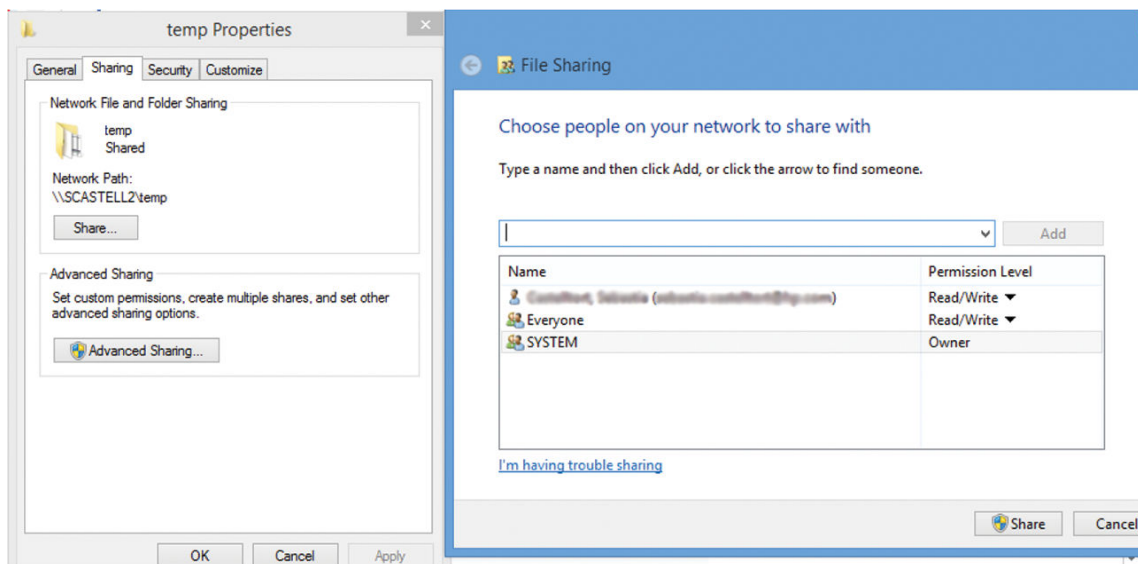 temp Properties
General Sharing Security Customize
Network File and Folder Sharing
temp
Shared
Network Path:
\\SCASTELL2\temp
Share...
Advanced Sharing
Set custom permissions, create multiple shares, and set other
advanced sharing options.
Advanced Sharing...
OK Cancel Apply
File Sharing
Choose people on your network to share with
Type a name and then click Add, or click the arrow to find someone.
Add
Name Permission Level
Read/Write
Everyone Read/Write
SYSTEM Owner
I'm having trouble sharing
Share Cancel